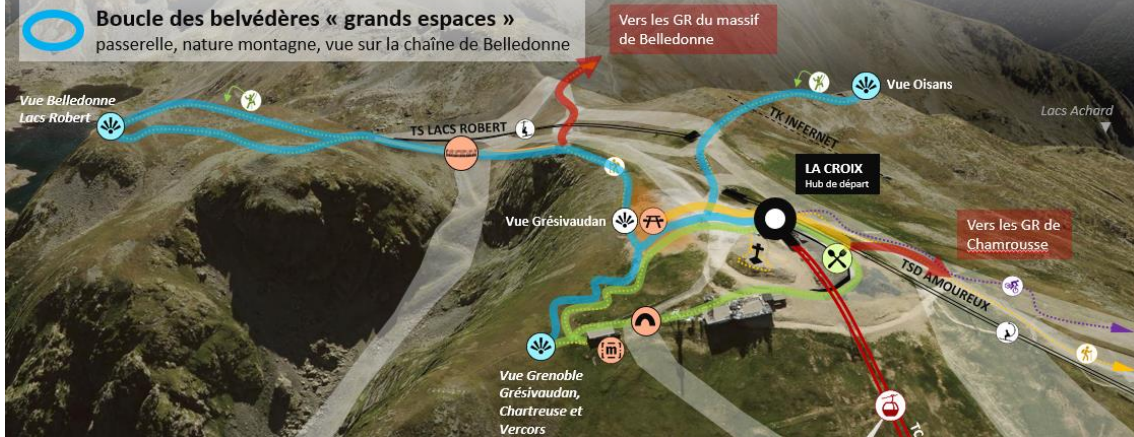 Boucle des belvédères « grands espaces »
passerelle, nature montagne, vue sur la chaîne de Belledonne
Vers les GR du massif
de Belledonne
Vue Belledonne
Lacs Robert
Vue Oisans
Lacs Achard
TS LACS ROBERT
TK INFERNET
LA CROIX
Hub de départ
Vue Grésivaudan
Vers les GR de
Chamrousse
TSD AMOUREUX
m
Vue Grenoble
Grésivaudan,
Chartreuse et
Vercors
TC